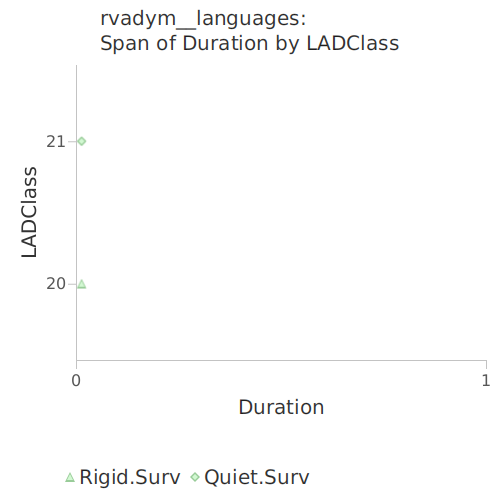 rvadym__languages:
Span of Duration by LADClass
LADClass
21
20
0
1
Duration
Rigid.Surv
Quiet.Surv